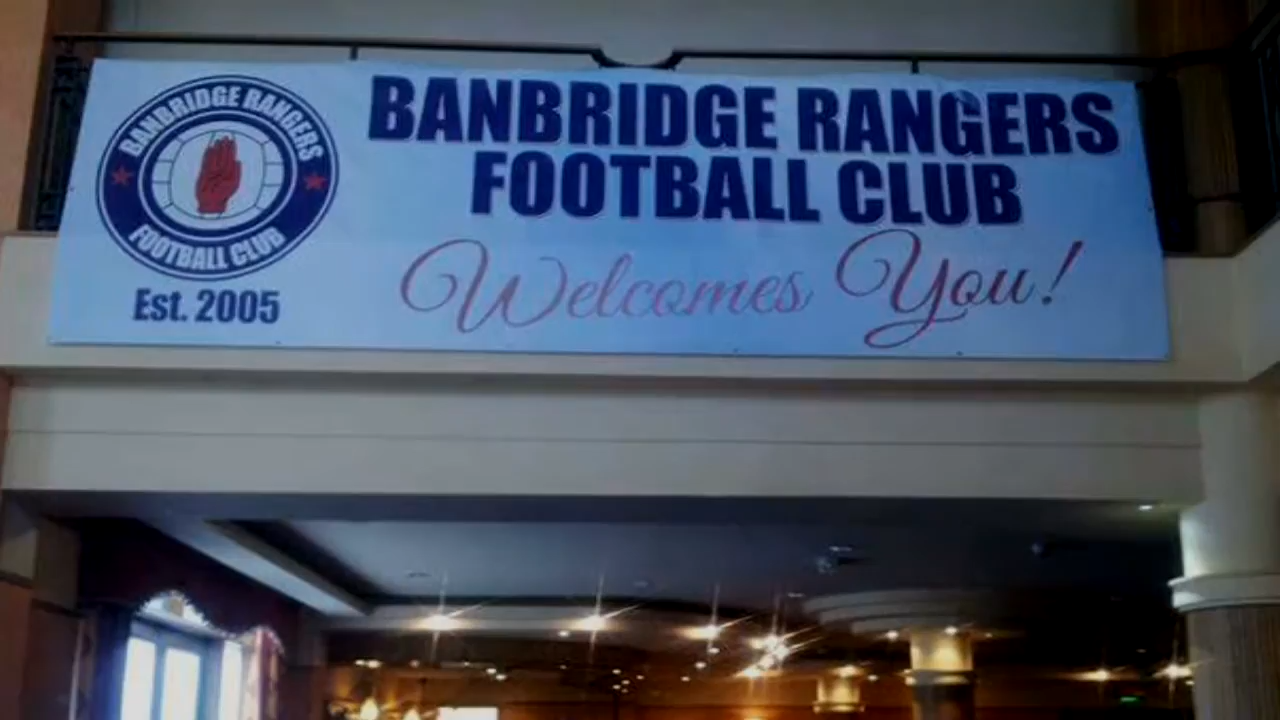 BANBRIDGE RANGERS
FOOTBALL CLUB
Est. 2005
BANBRIDGE RANGERS
FOOTBALL CLUB
Welcomes You!